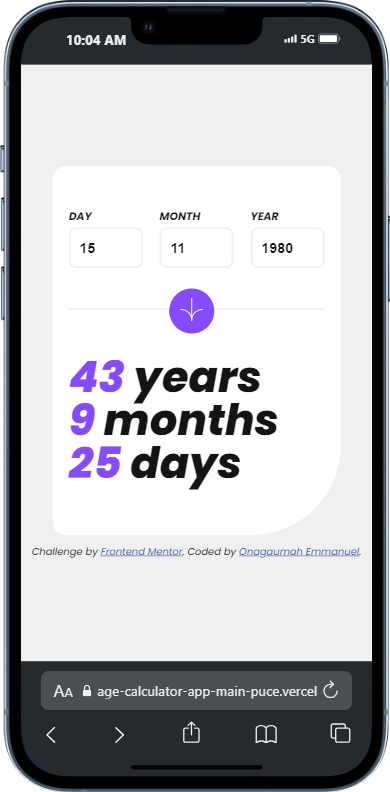 10:04 AM 5G
DAY MONTH YEAR
15 11 1980
43 years
9 months
25 days
Challenge by Frontend Mentor. Coded by Onagaumah Emmanuel.
AA age-calculator-app-main-puce.vercel